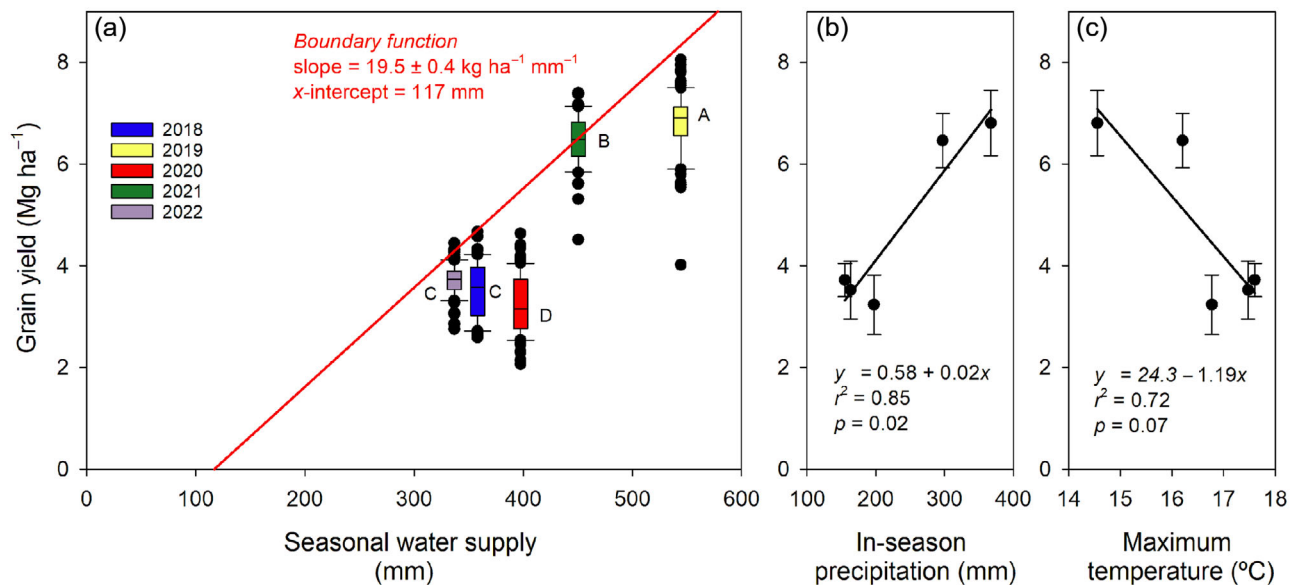 (a)
Boundary function
slope = 19.5 ± 0.4 kg ha⁻¹ mm⁻¹
x-intercept = 117 mm
2018
2019
2020
2021
2022
A
B
C
C
D
Grain yield (Mg ha⁻¹)
8
6
4
2
0
0 100 200 300 400 500 600
Seasonal water supply
(mm)
(b)
8
6
4
2
0
y = 0.58 + 0.02x
r² = 0.85
p = 0.02
100 200 300 400
In-season
precipitation (mm)
(c)
8
6
4
2
0
y = 24.3 – 1.19x
r² = 0.72
p = 0.07
14 15 16 17 18
Maximum
temperature (ºC)